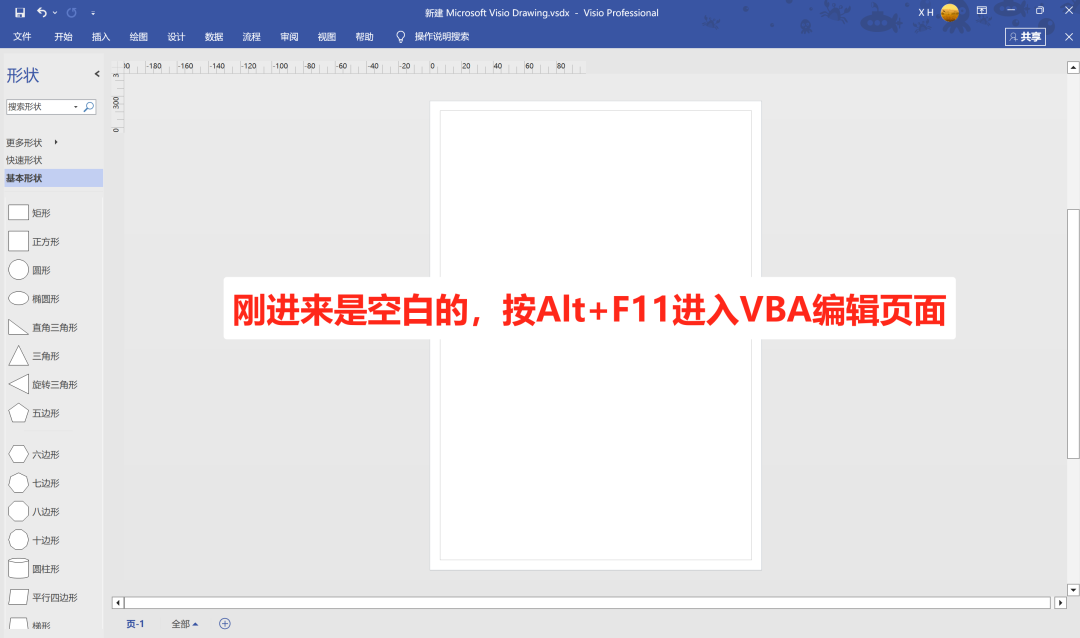 新建 Microsoft Visio Drawing.vsdx - Visio Professional
X H
文件 开始 插入 绘图 设计 数据 流程 审阅 视图 帮助 操作说明搜索
共享
形状
搜索形状
更多形状
快速形状
基本形状
矩形
正方形
圆形
椭圆形
直角三角形
三角形
旋转三角形
五边形
六边形
七边形
八边形
十边形
圆柱形
平行四边形
梯形
-180 -160 -140 -120 -100 -80 -60 -40 -20 0 20 40 60 80
300
0
刚进来是空白的，按Alt+F11进入VBA编辑页面
页-1 全部